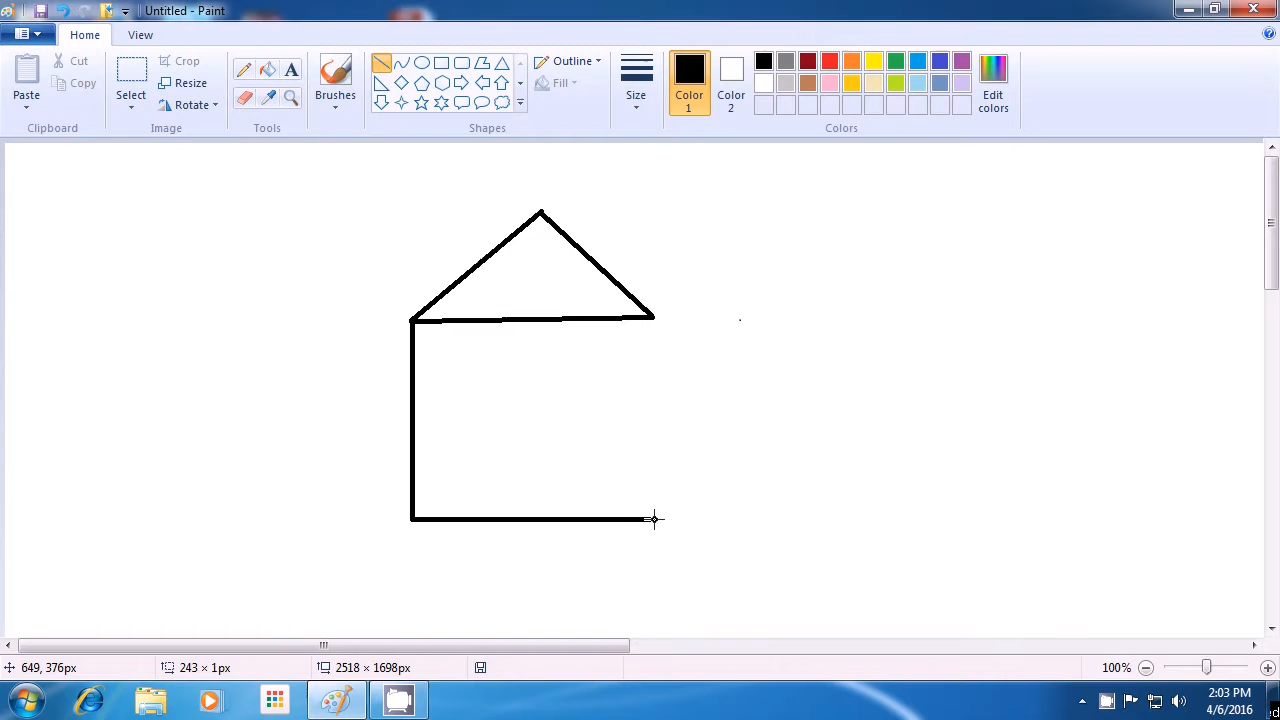 Untitled - Paint
Home View
Paste
Cut
Copy
Clipboard
Select
Crop
Resize
Rotate
Image
A
Tools
Brushes
Outline
Fill
Shapes
Size
Color 1
Color 2
Edit colors
Colors
649, 376px
243 × 1px
2518 × 1698px
100%
2:03 PM
4/6/2016